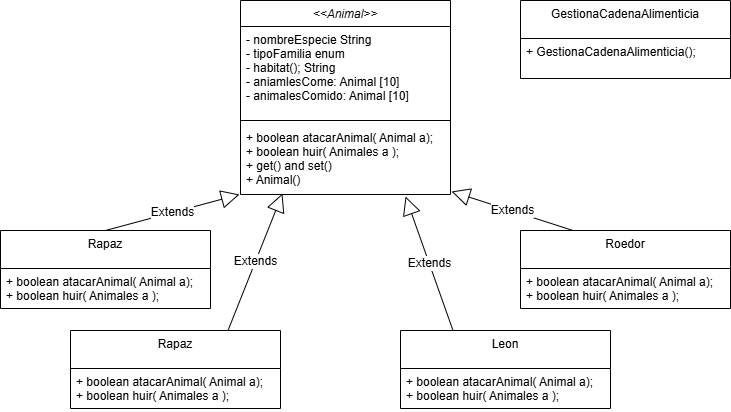 <<Animal>>
- nombreEspecie String
- tipoFamilia enum
- habitat(); String
- aniamlesCome: Animal [10]
- animalesComido: Animal [10]
+ boolean atacarAnimal( Animal a);
+ boolean huir( Animales a );
+ get() and set()
+ Animal()
GestionaCadenaAlimenticia
+ GestionaCadenaAlimenticia();
Extends
Extends
Extends
Extends
Rapaz
+ boolean atacarAnimal( Animal a);
+ boolean huir( Animales a );
Roedor
+ boolean atacarAnimal( Animal a);
+ boolean huir( Animales a );
Rapaz
+ boolean atacarAnimal( Animal a);
+ boolean huir( Animales a );
Leon
+ boolean atacarAnimal( Animal a);
+ boolean huir( Animales a );